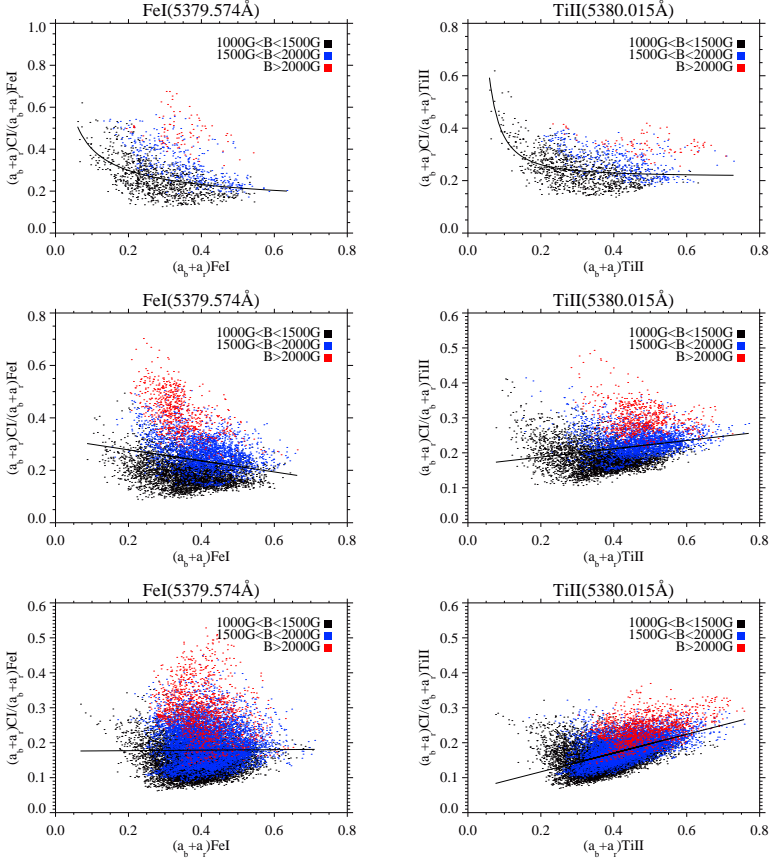 FeI(5379.574Å)
1.0
0.8
0.6
0.4
0.2
0.0
(a_b+a_r)CI/(a_b+a_r)FeI
1000G<B<1500G
1500G<B<2000G
B>2000G
0.0 0.2 0.4 0.6 0.8
(a_b+a_r)FeI
TiII(5380.015Å)
0.8
0.6
0.4
0.2
0.0
(a_b+a_r)CI/(a_b+a_r)TiII
1000G<B<1500G
1500G<B<2000G
B>2000G
0.0 0.2 0.4 0.6 0.8
(a_b+a_r)TiII
FeI(5379.574Å)
0.8
0.6
0.4
0.2
0.0
(a_b+a_r)CI/(a_b+a_r)FeI
1000G<B<1500G
1500G<B<2000G
B>2000G
0.0 0.2 0.4 0.6 0.8
(a_b+a_r)FeI
TiII(5380.015Å)
0.6
0.5
0.4
0.3
0.2
0.1
0.0
(a_b+a_r)CI/(a_b+a_r)TiII
1000G<B<1500G
1500G<B<2000G
B>2000G
0.0 0.2 0.4 0.6 0.8
(a_b+a_r)TiII
FeI(5379.574Å)
0.6
0.5
0.4
0.3
0.2
0.1
0.0
(a_b+a_r)CI/(a_b+a_r)FeI
1000G<B<1500G
1500G<B<2000G
B>2000G
0.0 0.2 0.4 0.6 0.8
(a_b+a_r)FeI
TiII(5380.015Å)
0.6
0.5
0.4
0.3
0.2
0.1
0.0
(a_b+a_r)CI/(a_b+a_r)TiII
1000G<B<1500G
1500G<B<2000G
B>2000G
0.0 0.2 0.4 0.6 0.8
(a_b+a_r)TiII